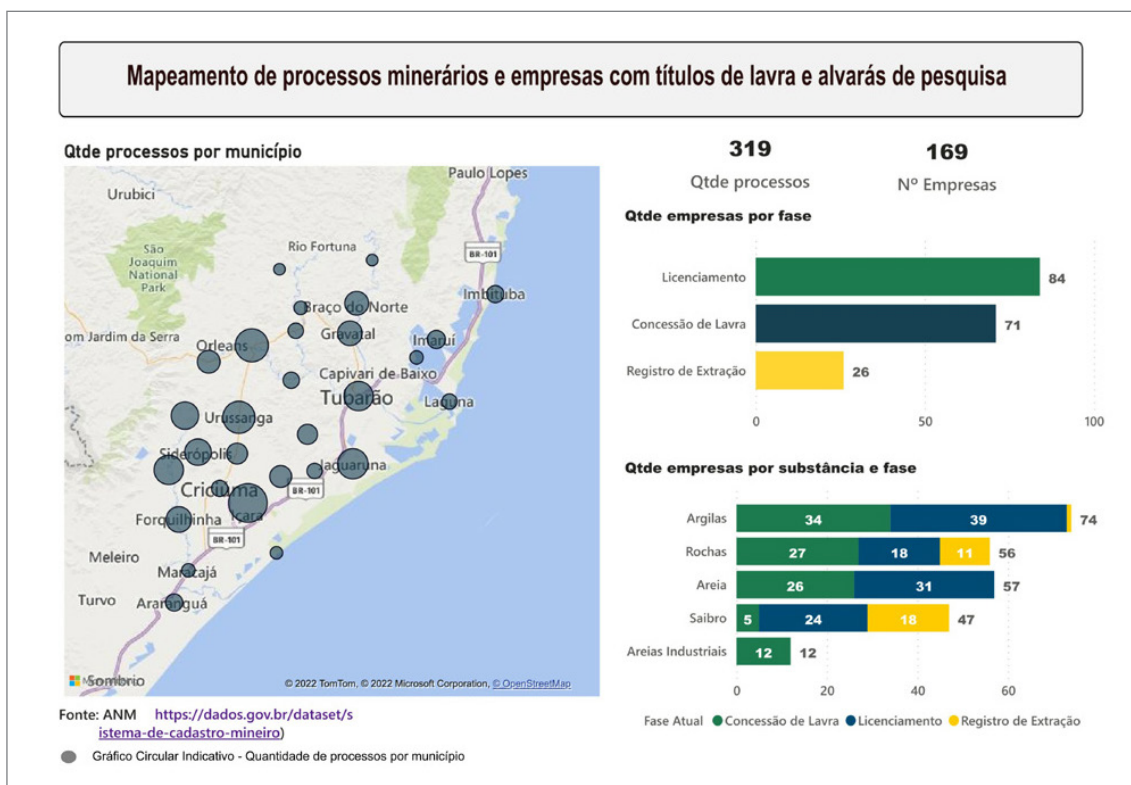 Mapeamento de processos minerários e empresas com títulos de lavra e alvarás de pesquisa
Qtde processos por município
319
Qtde processos
169
Nº Empresas
Paulo Lopes
Urubici
São
Joaquim
National
Park
Rio Fortuna
BR-101
Imbituba
Braço do Norte
om Jardim da Serra
Orleans
Gravatal
Imaruí
Capivari de Baixo
Tubarão
Laguna
Urussanga
Siderópolis
Jaguaruna
Criciúma
BR-101
Içara
Forquilhinha
BR-101
Meleiro
Maracajá
Turvo
Araranguá
Sombrio
© 2022 TomTom, © 2022 Microsoft Corporation, © OpenStreetMap
Fonte: ANM https://dados.gov.br/dataset/s
istema-de-cadastro-mineiro)
Gráfico Circular Indicativo - Quantidade de processos por município
Qtde empresas por fase
Licenciamento 84
Concessão de Lavra 71
Registro de Extração 26
0 50 100
Qtde empresas por substância e fase
Argilas 34 39 74
Rochas 27 18 11 56
Areia 26 31 57
Saibro 5 24 18 47
Areias Industriais 12 12
0 20 40 60
Fase Atual Concessão de Lavra Licenciamento Registro de Extração